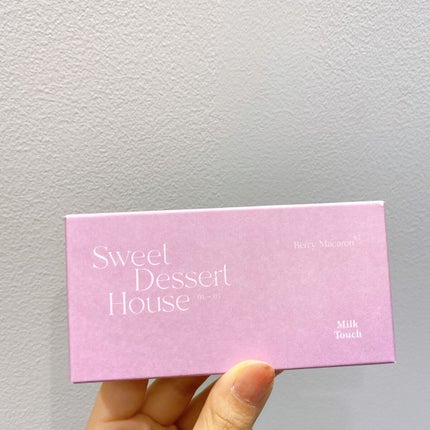 Sweet
Dessert
House
Berry Macaron
Milk
Touch